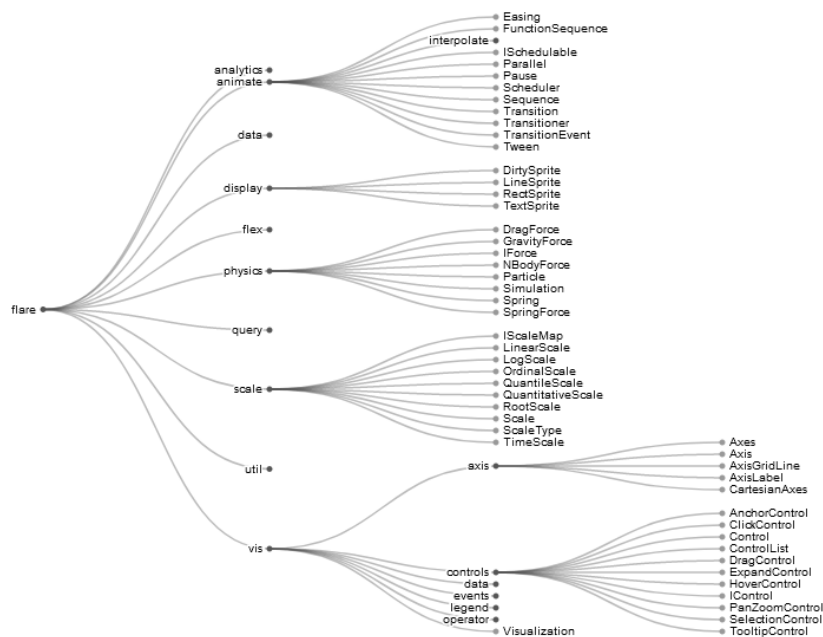 flare
analytics
animate
Easing
FunctionSequence
interpolate
ISchedulable
Parallel
Pause
Scheduler
Sequence
Transition
Transitioner
TransitionEvent
Tween
data
display
DirtySprite
LineSprite
RectSprite
TextSprite
flex
physics
DragForce
GravityForce
IForce
NBodyForce
Particle
Simulation
Spring
SpringForce
query
scale
IScaleMap
LinearScale
LogScale
OrdinalScale
QuantileScale
QuantitativeScale
RootScale
Scale
ScaleType
TimeScale
util
vis
axis
Axes
Axis
AxisGridLine
AxisLabel
CartesianAxes
controls
AnchorControl
ClickControl
Control
ControlList
DragControl
ExpandControl
HoverControl
IControl
PanZoomControl
SelectionControl
TooltipControl
data
events
legend
operator
Visualization